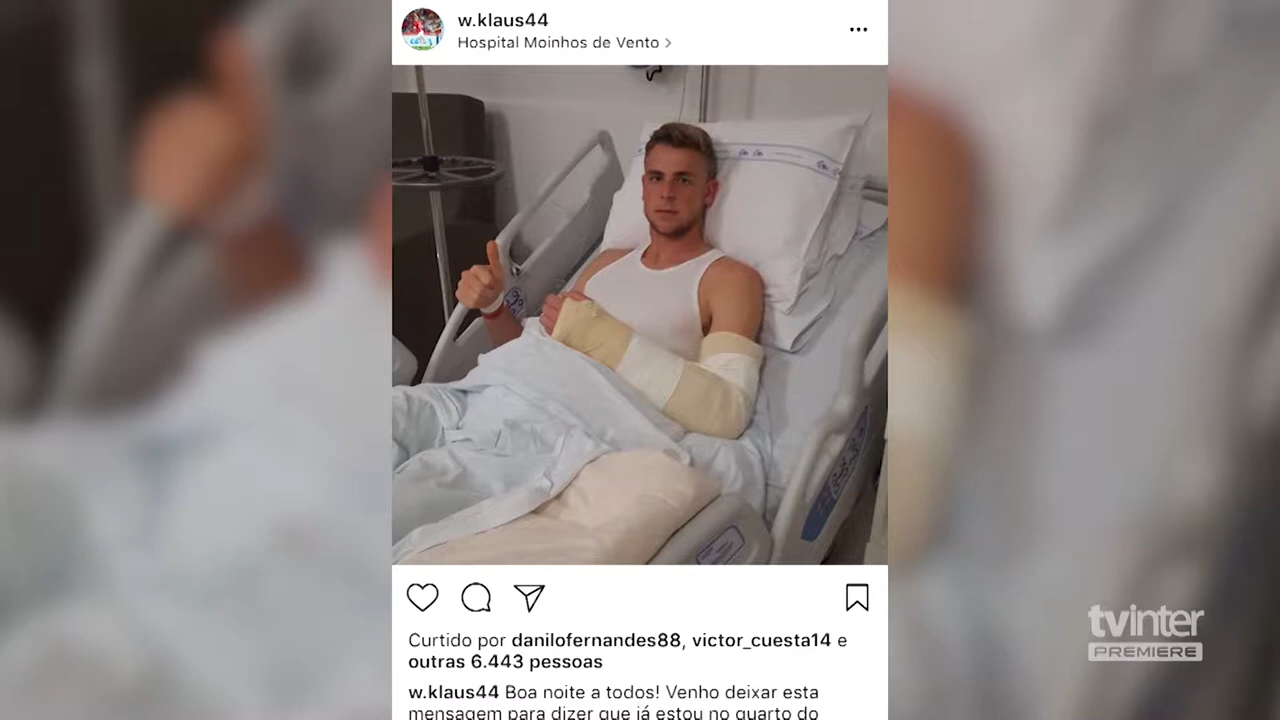 w.klaus44
Hospital Moinhos de Vento >
Curtido por danilofernandes88, victor_cuesta14 e
outras 6.443 pessoas
w.klaus44 Boa noite a todos! Venho deixar esta
mensagem para dizer que já estou no quarto do
tvinter
PREMIERE